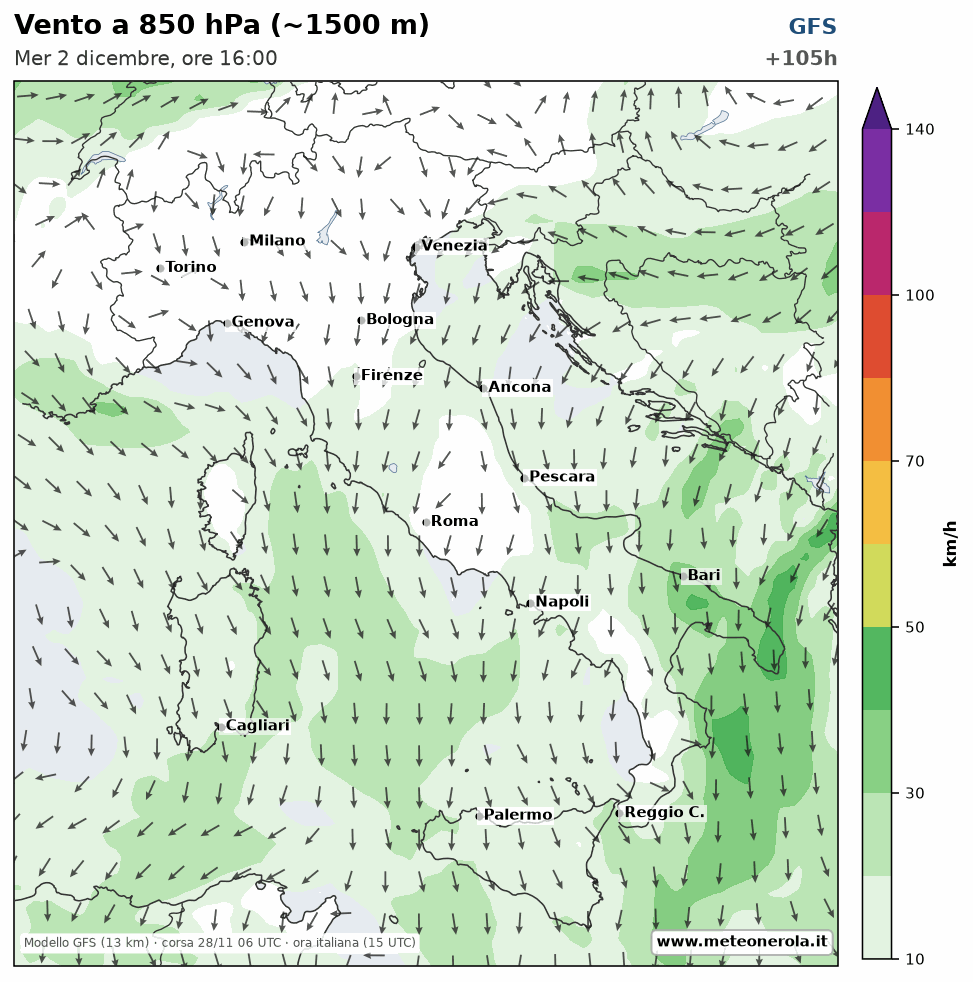 Vento a 850 hPa (~1500 m)
GFS
Mer 2 dicembre, ore 16:00
+105h
140
100
70
50
30
10
km/h
Milano
Venezia
Torino
Genova
Bologna
Firenze
Ancona
Pescara
Roma
Bari
Napoli
Cagliari
Palermo
Reggio C.
Modello GFS (13 km) · corsa 28/11 06 UTC · ora italiana (15 UTC)
www.meteonerola.it